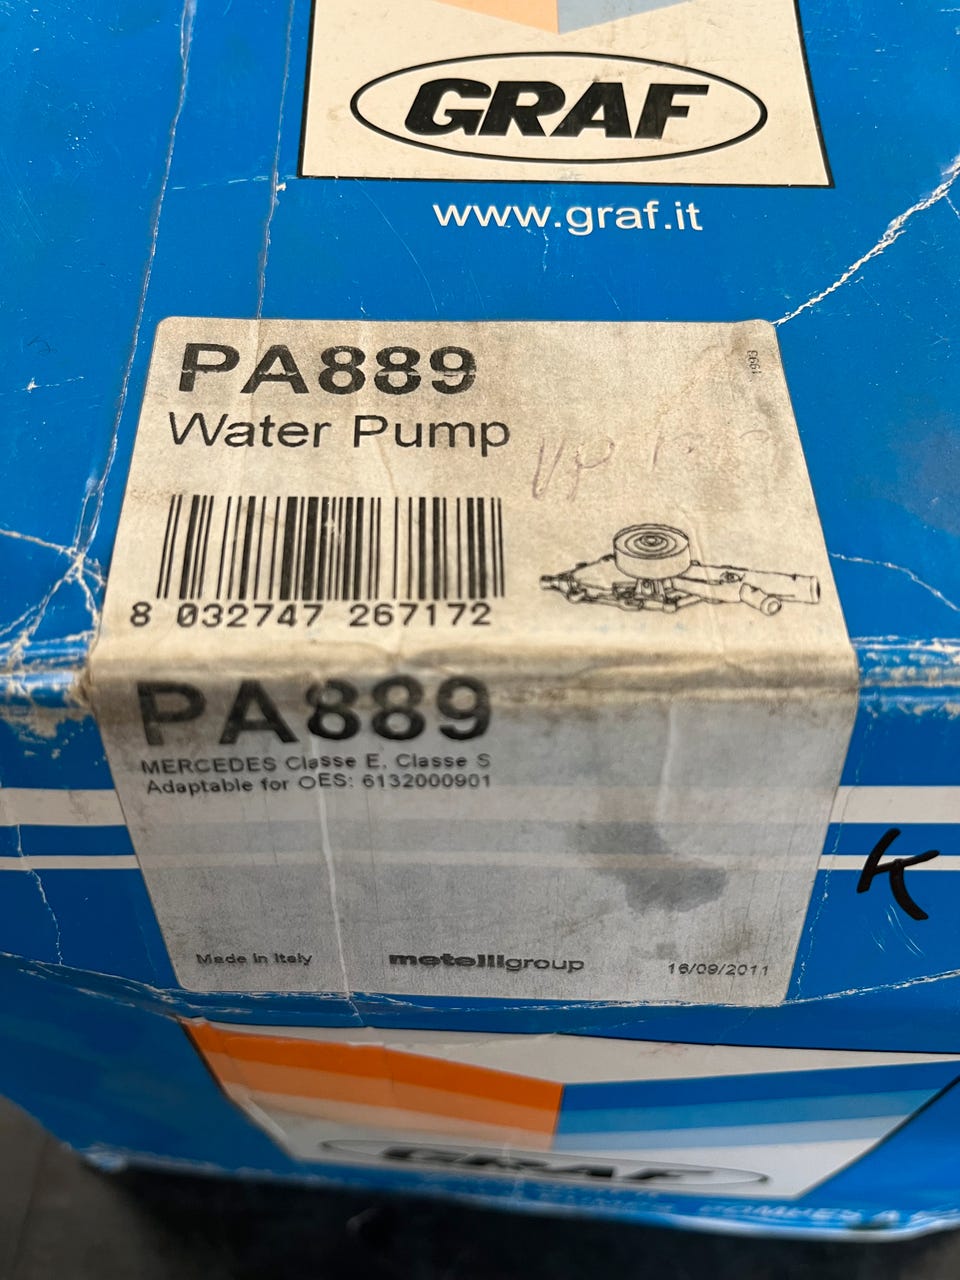 GRAF
www.graf.it
PA889
Water Pump
8 032747 267172
PA889
MERCEDES Classe E, Classe S
Adaptable for OES: 6132000901
K
Made in Italy
metelligroup
16/09/2011
GRAF
POMPES A